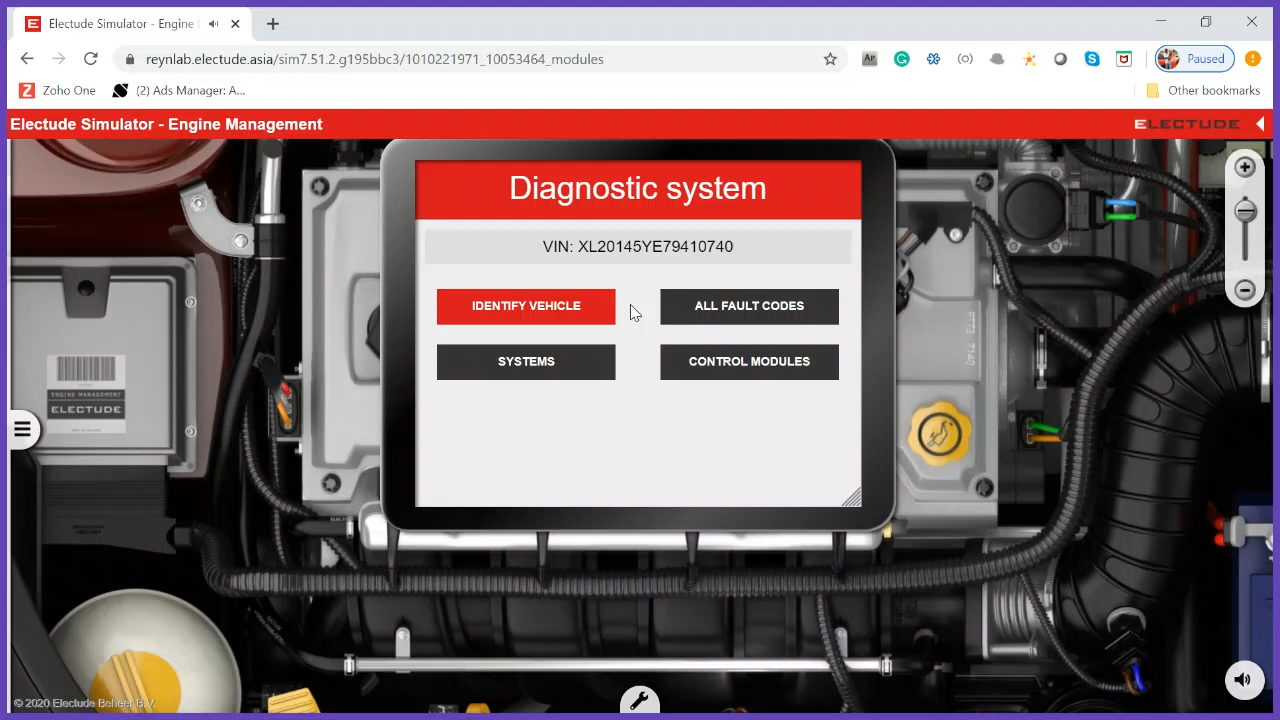 Electude Simulator - Engine
reynlab.electude.asia/sim7.51.2.g195bbc3/1010221971_10053464_modules
AP
Paused
Zoho One
(2) Ads Manager: A...
Other bookmarks
Electude Simulator - Engine Management
ELECTUDE
Diagnostic system
VIN: XL20145YE79410740
IDENTIFY VEHICLE
ALL FAULT CODES
SYSTEMS
CONTROL MODULES
ENGINE MANAGEMENT
ELECTUDE
© 2020 Electude Beheer B.V.